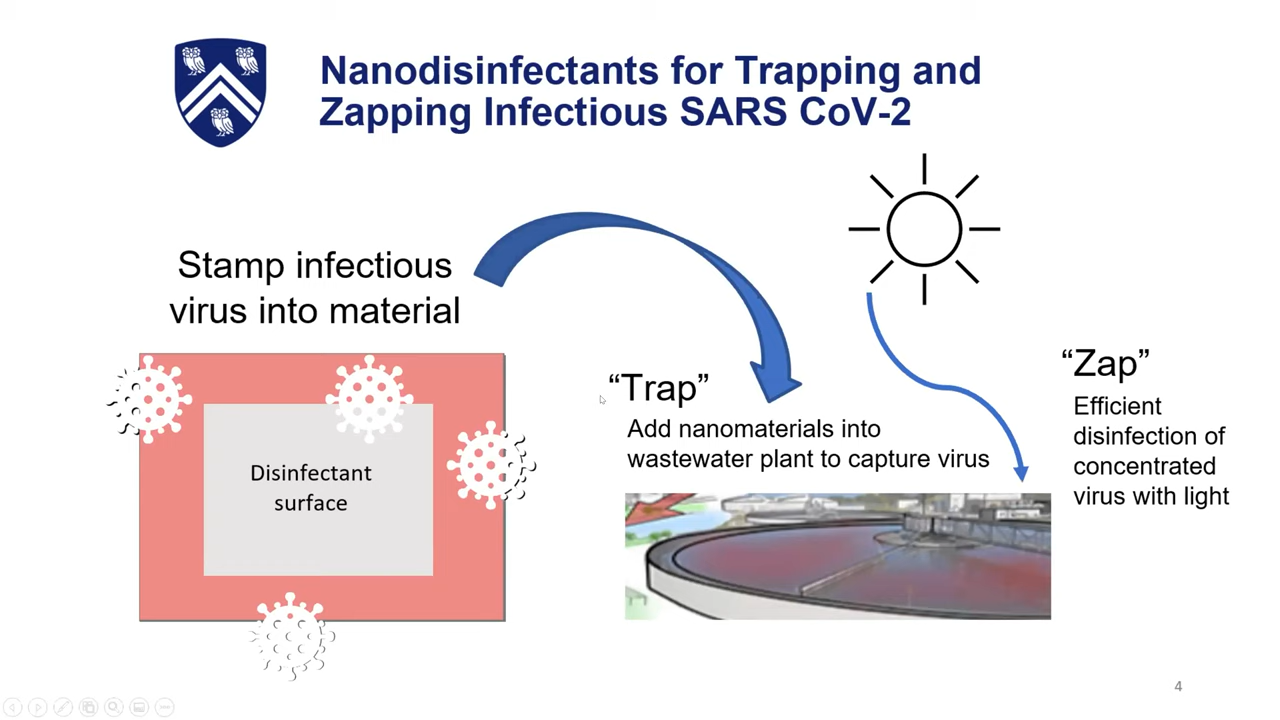 Nanodisinfectants for Trapping and
Zapping Infectious SARS CoV-2
Stamp infectious
virus into material
Disinfectant
surface
“Trap”
Add nanomaterials into
wastewater plant to capture virus
“Zap”
Efficient
disinfection of
concentrated
virus with light
4